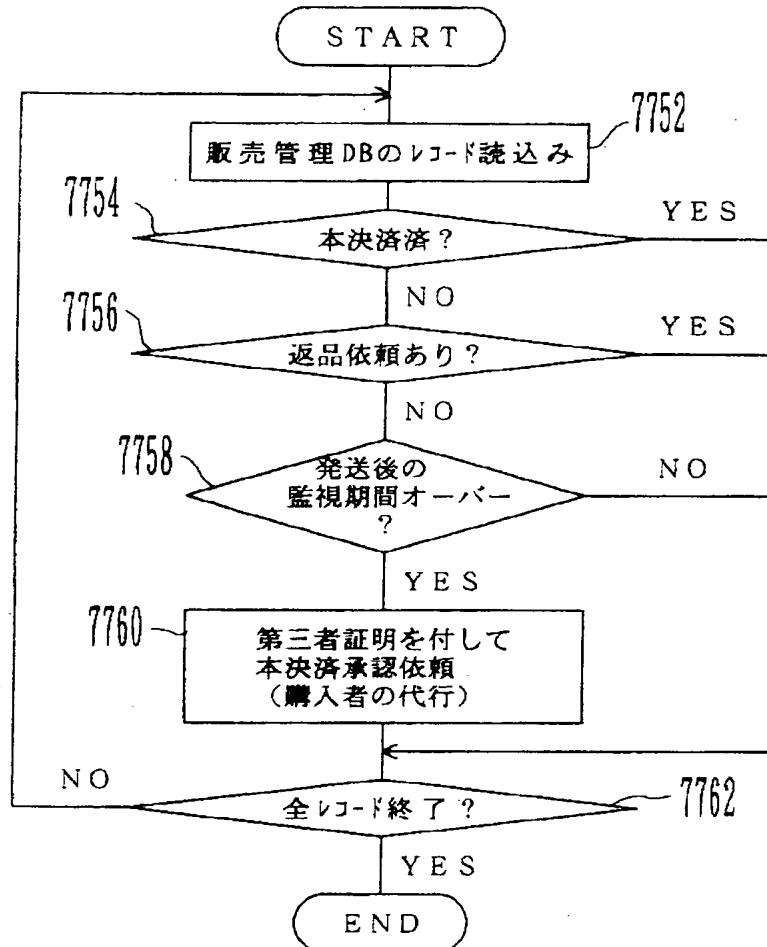 START
7752
販売管理DBのレコード読込み
7754
YES
本決済済？
NO
7756
YES
返品依頼あり？
NO
7758
発送後の
監視期間オーバー
？
NO
YES
7760
第三者証明を付して
本決済承認依頼
（購入者の代行）
NO
全レコード終了？
7762
YES
END